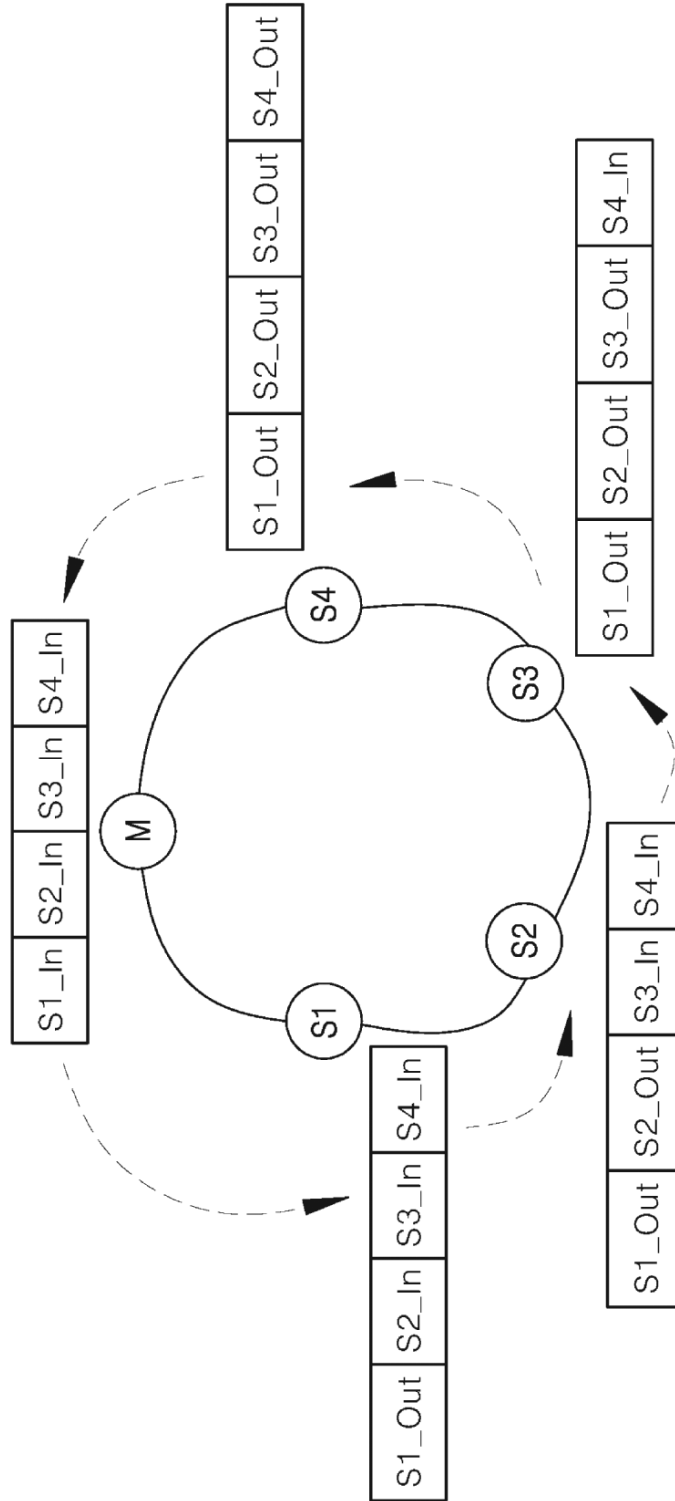 S1_In S2_In S3_In S4_In
M
S1_Out S2_Out S3_Out S4_Out
S1
S4
S1_Out S2_In S3_In S4_In
S2
S3
S1_Out S2_Out S3_Out S4_In
S1_Out S2_Out S3_In S4_In